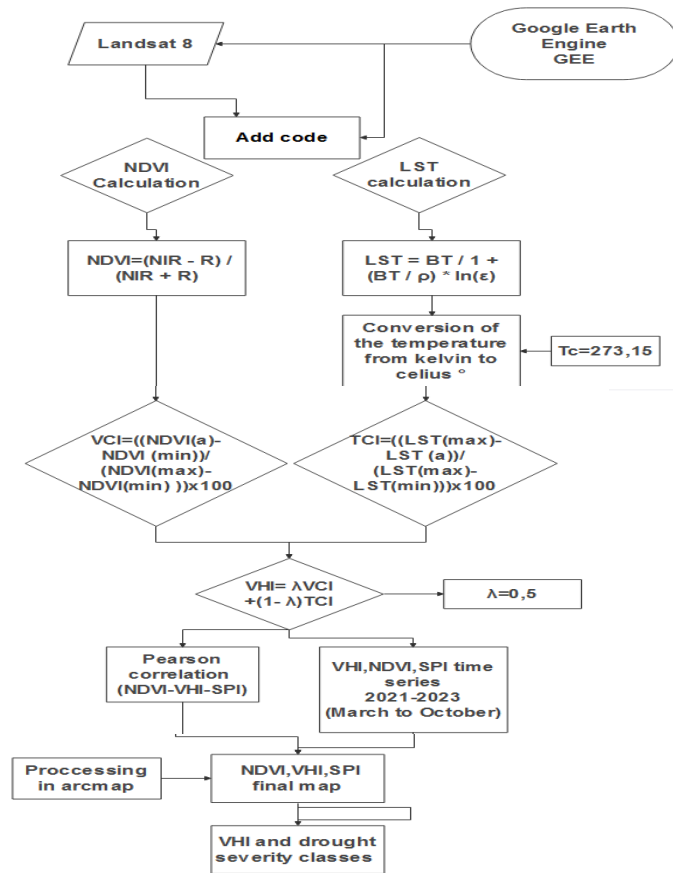 Landsat 8
Google Earth
Engine
GEE
Add code
NDVI
Calculation
LST
calculation
NDVI=(NIR - R) /
(NIR + R)
LST = BT / 1 +
(BT / ρ) * ln(ε)
Conversion of
the temperature
from kelvin to
celius °
Tc=273,15
VCI=((NDVI(a)-
NDVI (min))/
(NDVI(max)-
NDVI(min) ))x100
TCI=((LST(max)-
LST (a))/
(LST(max)-
LST(min)))x100
VHI= λVCI
+(1- λ)TCI
λ=0,5
Pearson
correlation
(NDVI-VHI-SPI)
VHI,NDVI,SPI time
series
2021-2023
(March to October)
Proccessing
in arcmap
NDVI,VHI,SPI
final map
VHI and drought
severity classes